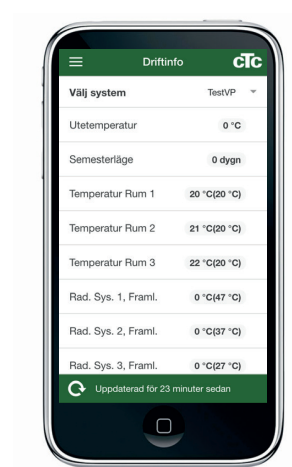 Driftinfo
cTc
Välj system TestVP
Utetemperatur 0 °C
Semesterläge 0 dygn
Temperatur Rum 1 20 °C(20 °C)
Temperatur Rum 2 21 °C(20 °C)
Temperatur Rum 3 22 °C(20 °C)
Rad. Sys. 1, Framl. 0 °C(47 °C)
Rad. Sys. 2, Framl. 0 °C(37 °C)
Rad. Sys. 3, Framl. 0 °C(27 °C)
Uppdaterad för 23 minuter sedan